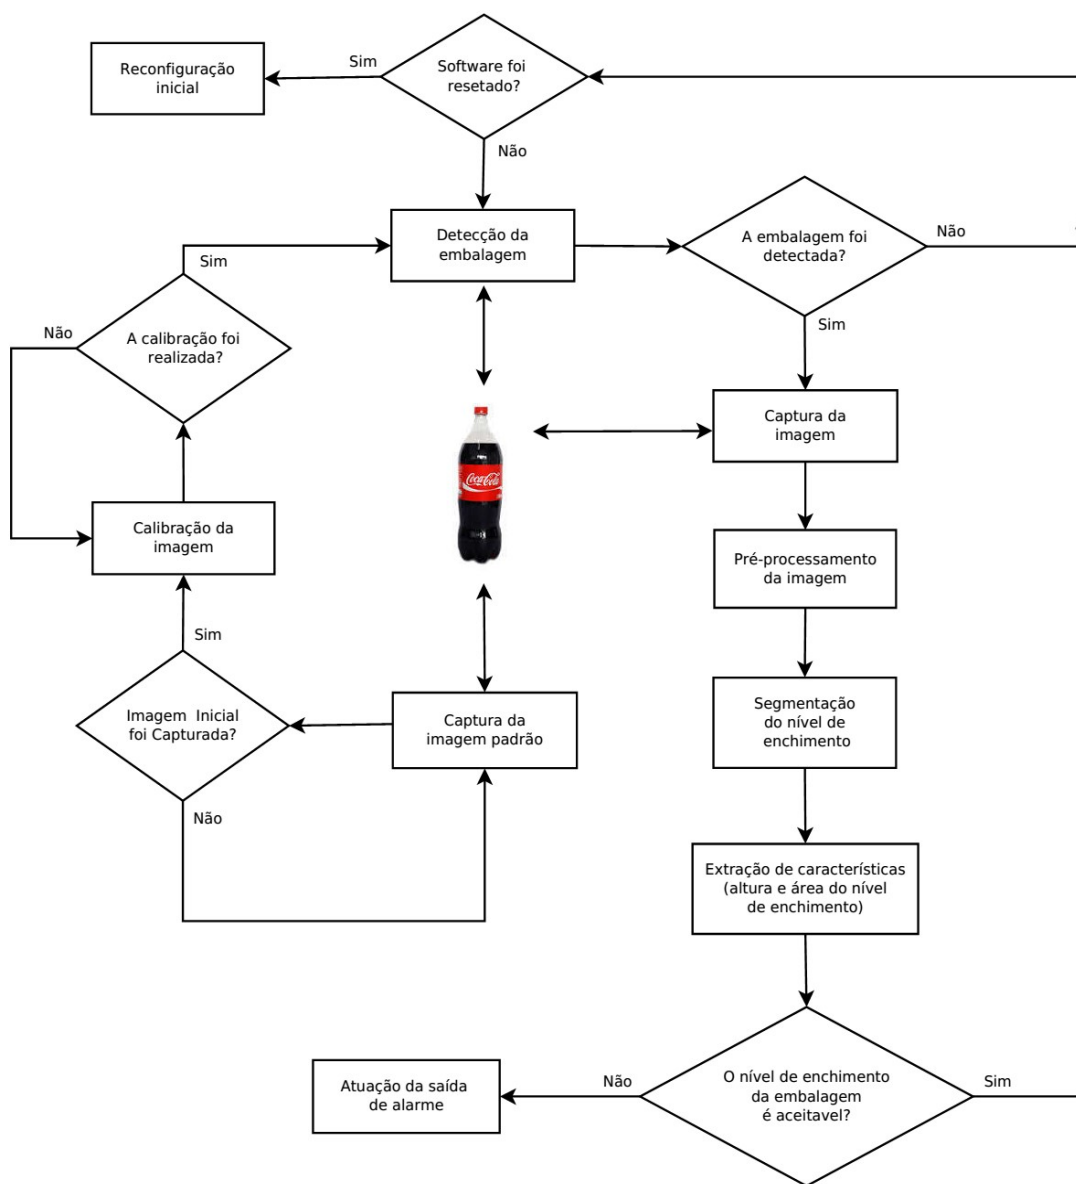 Software foi
resetado?
Sim
Reconfiguração
inicial
Não
Detecção da
embalagem
A embalagem foi
detectada?
Não
Sim
Sim
A calibração foi
realizada?
Não
Captura da
imagem
Coca-Cola
Calibração da
imagem
Pré-processamento
da imagem
Sim
Imagem  Inicial
foi Capturada?
Captura da
imagem padrão
Segmentação
do nível de
enchimento
Não
Extração de características
(altura e área do nível
de enchimento)
O nível de enchimento
da embalagem
é aceitavel?
Não
Sim
Atuação da saída
de alarme